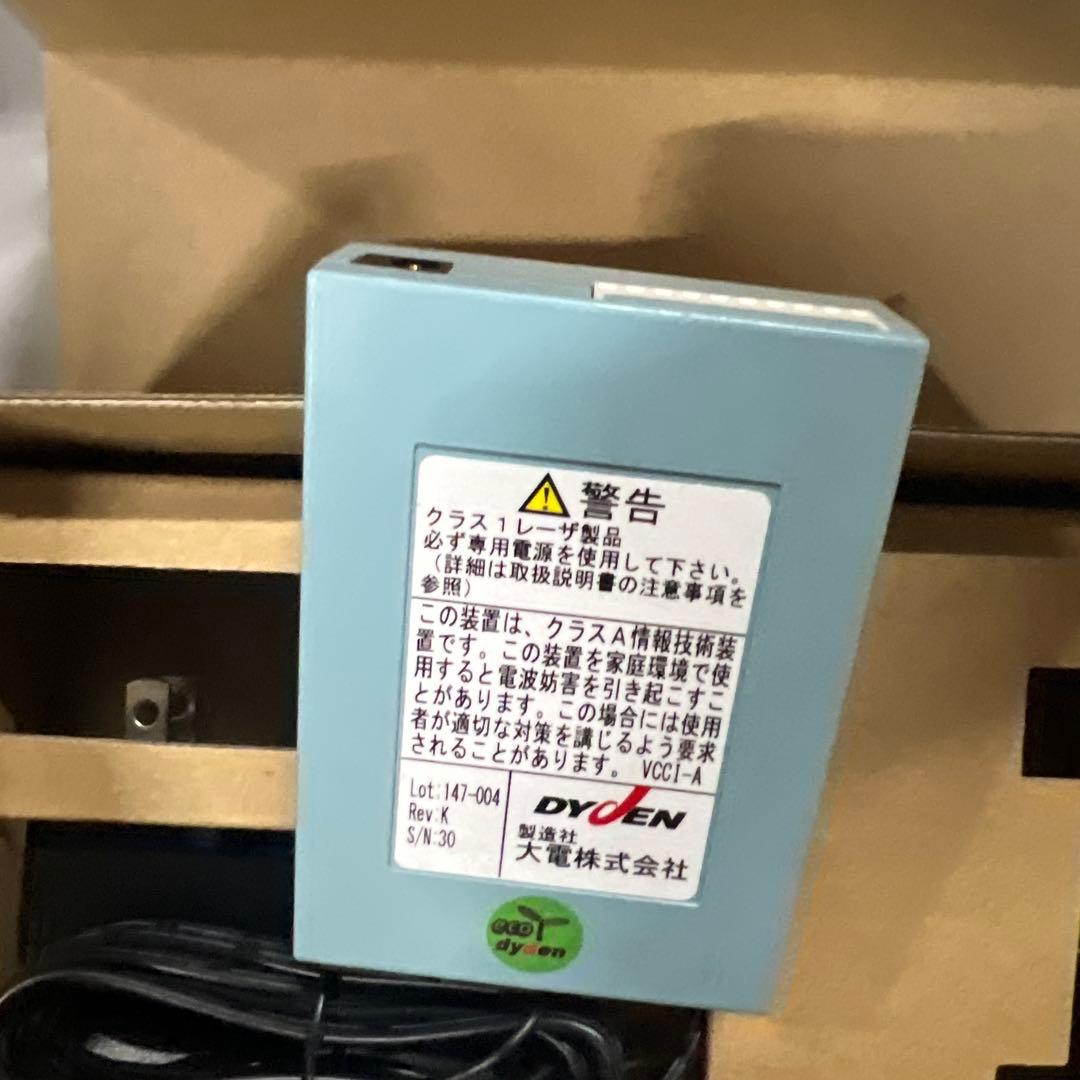 警告
クラス1レーザ製品
必ず専用電源を使用して下さい。
(詳細は取扱説明書の注意事項を
参照)
この装置は、クラスA情報技術装
置です。この装置を家庭環境で使
用すると電波妨害を引き起こすこ
とがあります。この場合には使用
者が適切な対策を講じるよう要求
されることがあります。 VCCI-A
Lot:147-004
Rev:K
S/N:30
DYDEN
製造社
大電株式会社
eco
dyden